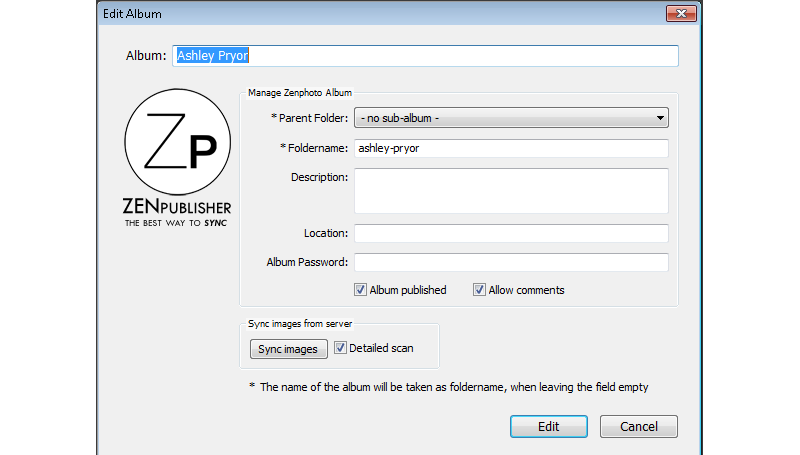 Edit Album
Album: Ashley Pryor
Manage Zenphoto Album
* Parent Folder: - no sub-album -
* Foldername: ashley-pryor
Description:
Location:
Album Password:
Album published Allow comments
ZP
ZENPUBLISHER
THE BEST WAY TO SYNC
Sync images from server
Sync images Detailed scan
* The name of the album will be taken as foldername, when leaving the field empty
Edit Cancel